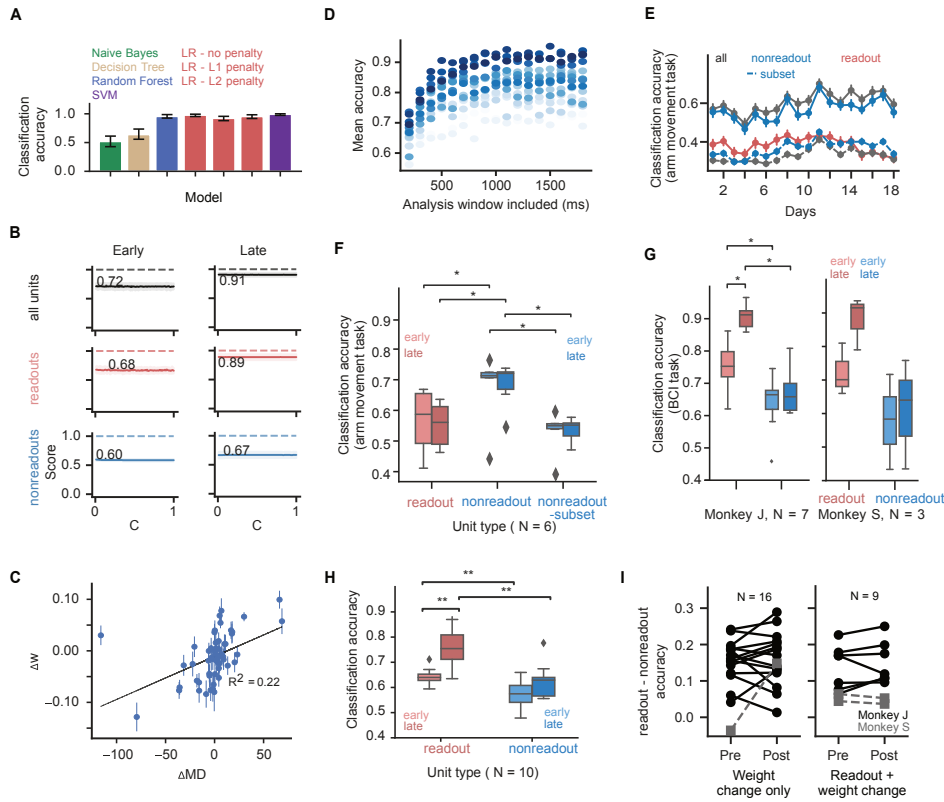 A
Naive Bayes
Decision Tree
Random Forest
SVM
LR - no penalty
LR - L1 penalty
LR - L2 penalty
Classification
accuracy
1.0
0.5
0.0
Model
B
Early
Late
all units
0.72
0.91
readouts
0.68
0.89
nonreadouts
Score
1.0
0.5
0.0
0.60
0.67
0
1
0
1
C
C
C
Δw
0.10
0.00
−0.10
R² = 0.22
−100
−50
0
50
ΔMD
D
Mean accuracy
0.9
0.8
0.7
0.6
500
1000
1500
Analysis window included (ms)
E
all
nonreadout
readout
subset
Classification accuracy
(arm movement task)
0.6
0.4
2
6
10
14
18
Days
F
Classification accuracy
(arm movement task)
0.9
0.8
0.7
0.6
0.5
0.4
*
*
*
*
early
late
early
late
readout
nonreadout
nonreadout
-subset
Unit type ( N = 6)
G
Classification accuracy
(BCI task)
0.9
0.8
0.7
0.6
0.5
0.4
*
*
*
early
late
early
late
readout
nonreadout
Monkey J, N = 7
Monkey S, N = 3
H
Classification accuracy
0.9
0.8
0.7
0.6
0.5
0.4
**
**
**
early
late
early
late
readout
nonreadout
Unit type ( N = 10)
I
readout - nonreadout
accuracy
0.3
0.2
0.1
0.0
N = 16
N = 9
Monkey J
Monkey S
Pre
Post
Pre
Post
Weight
change only
Readout +
weight change